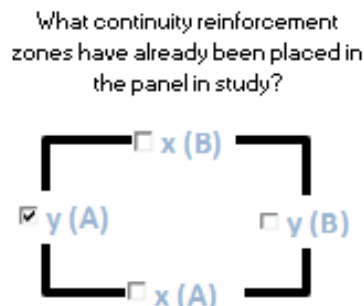 What continuity reinforcement
zones have already been placed in
the panel in study?
x (B)
y (A)
y (B)
x (A)